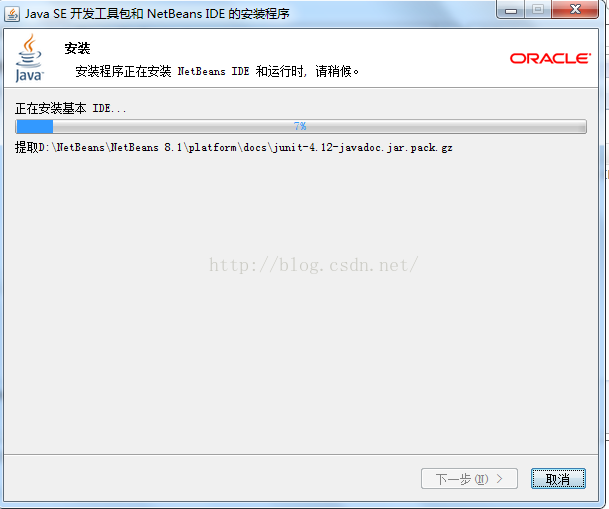 Java SE 开发工具包和 NetBeans IDE 的安装程序
Java
安装
安装程序正在安装 NetBeans IDE 和运行时, 请稍候。
ORACLE
正在安装基本 IDE...
7%
提取D:\NetBeans\NetBeans 8.1\platform\docs\junit-4.12-javadoc.jar.pack.gz
http://blog.csdn.net/
下一步(N) >
取消